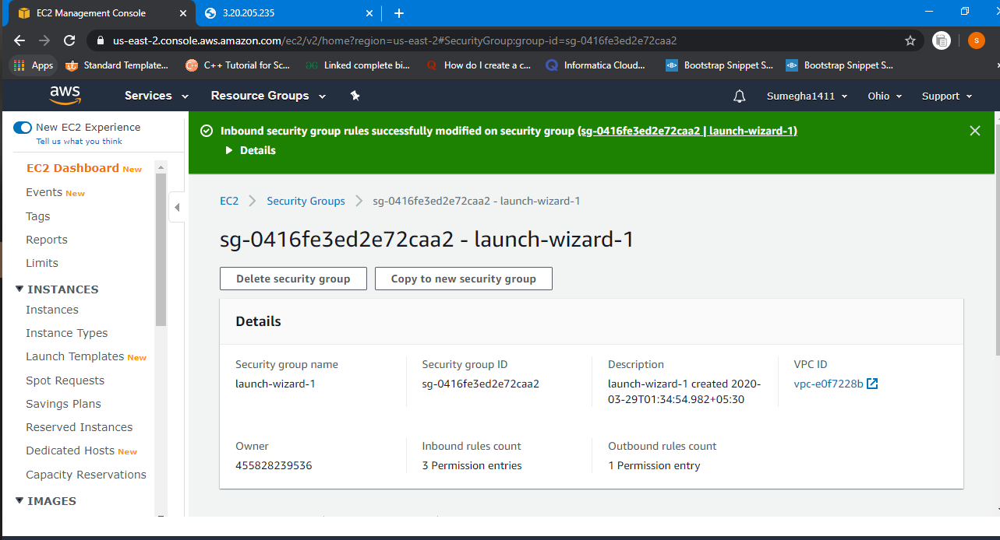 EC2 Management Console
3.20.205.235
us-east-2.console.aws.amazon.com/ec2/v2/home?region=us-east-2#SecurityGroup:group-id=sg-0416fe3ed2e72caa2
S
Apps
Standard Template...
C++ Tutorial for Sc...
Linked complete bi...
How do I create a c...
Informatica Cloud...
Bootstrap Snippet S...
Bootstrap Snippet S...
aws
Services
Resource Groups
Sumegha1411
Ohio
Support
New EC2 Experience
Tell us what you think
EC2 Dashboard New
Events New
Tags
Reports
Limits
INSTANCES
Instances
Instance Types
Launch Templates New
Spot Requests
Savings Plans
Reserved Instances
Dedicated Hosts New
Capacity Reservations
IMAGES
Inbound security group rules successfully modified on security group (sg-0416fe3ed2e72caa2 | launch-wizard-1)
Details
EC2
Security Groups
sg-0416fe3ed2e72caa2 - launch-wizard-1
sg-0416fe3ed2e72caa2 - launch-wizard-1
Delete security group
Copy to new security group
Details
Security group name
launch-wizard-1
Security group ID
sg-0416fe3ed2e72caa2
Description
launch-wizard-1 created 2020-
03-29T01:34:54.982+05:30
VPC ID
vpc-e0f7228b
Owner
455828239536
Inbound rules count
3 Permission entries
Outbound rules count
1 Permission entry